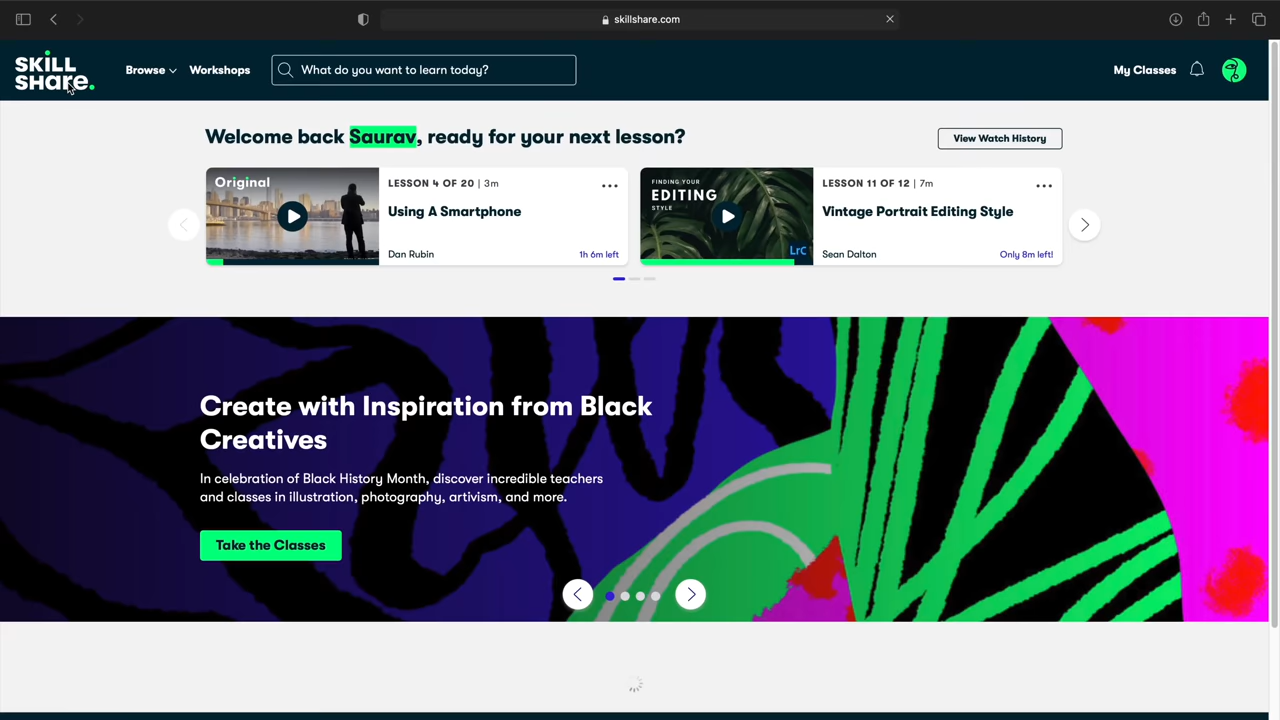 skillshare.com
SKILL
SHare.
Browse
Workshops
What do you want to learn today?
My Classes
Welcome back Saurav, ready for your next lesson?
View Watch History
Original
LESSON 4 OF 20 | 3m
Using A Smartphone
Dan Rubin
1h 6m left
FINDING YOUR
EDITING
STYLE
LrC
LESSON 11 OF 12 | 7m
Vintage Portrait Editing Style
Sean Dalton
Only 8m left!
Create with Inspiration from Black
Creatives
In celebration of Black History Month, discover incredible teachers
and classes in illustration, photography, artivism, and more.
Take the Classes